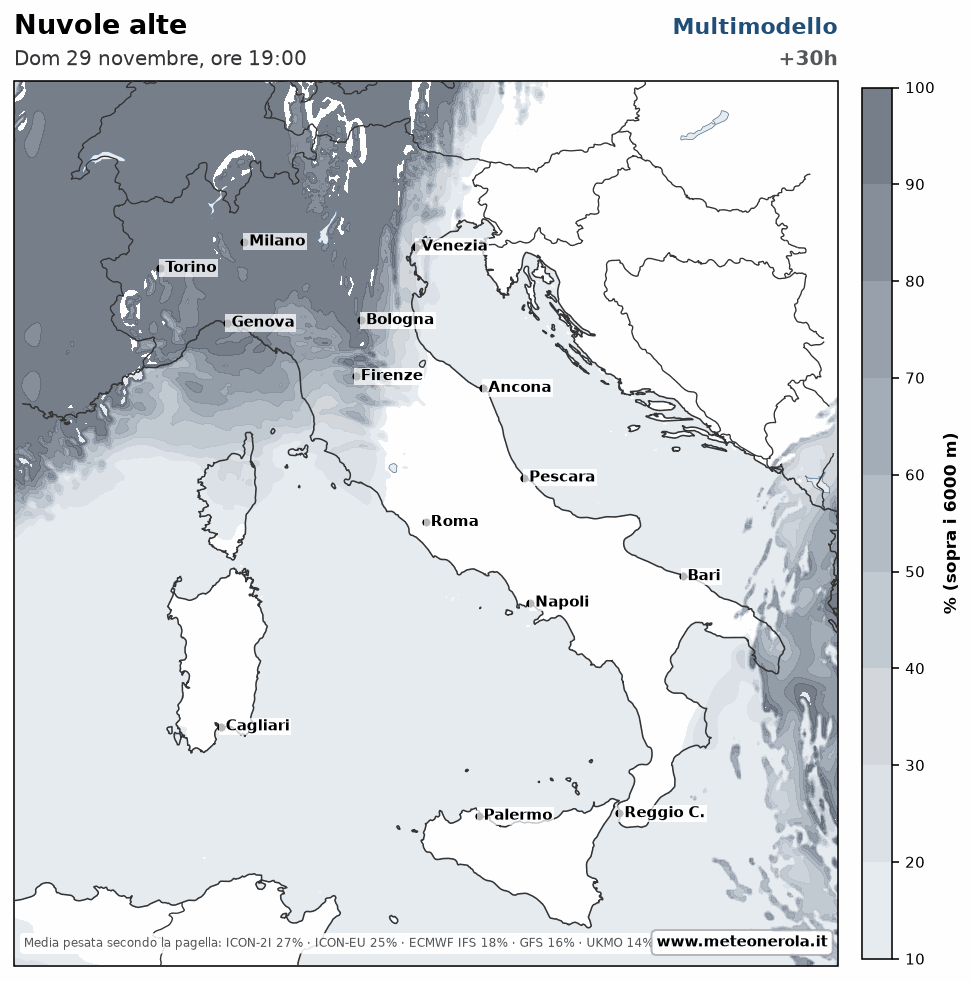 Nuvole alte
Multimodello
Dom 29 novembre, ore 19:00
+30h
100
90
80
70
60
50
40
30
20
10
% (sopra i 6000 m)
Milano
Venezia
Torino
Genova
Bologna
Firenze
Ancona
Pescara
Roma
Bari
Napoli
Cagliari
Palermo
Reggio C.
Media pesata secondo la pagella: ICON-2I 27% · ICON-EU 25% · ECMWF IFS 18% · GFS 16% · UKMO 14%
www.meteonerola.it